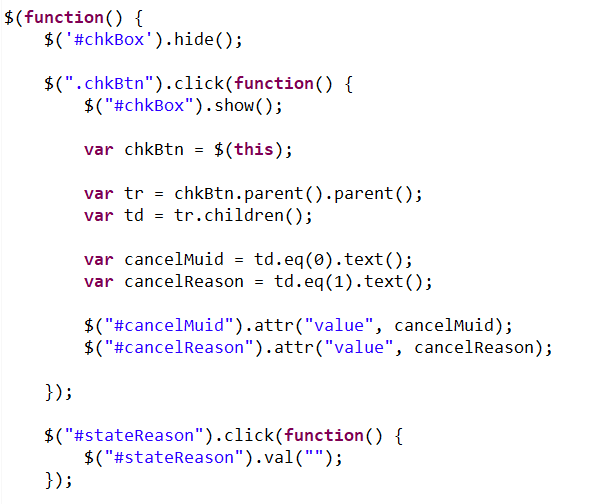 $(function() {
    $('#chkBox').hide();

    $(".chkBtn").click(function() {
        $("#chkBox").show();

        var chkBtn = $(this);

        var tr = chkBtn.parent().parent();
        var td = tr.children();

        var cancelMuid = td.eq(0).text();
        var cancelReason = td.eq(1).text();

        $("#cancelMuid").attr("value", cancelMuid);
        $("#cancelReason").attr("value", cancelReason);

    });

    $("#stateReason").click(function() {
        $("#stateReason").val("");
    });